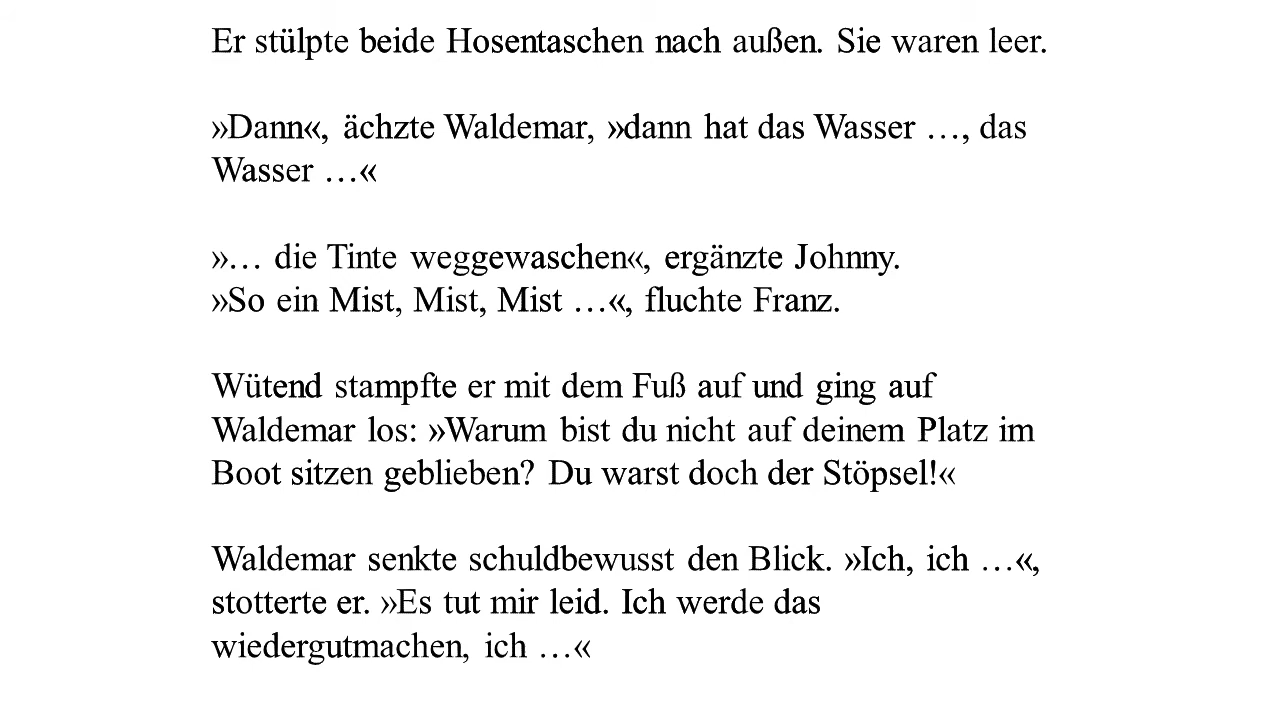 Er stülpte beide Hosentaschen nach außen. Sie waren leer.
»Dann«, ächzte Waldemar, »dann hat das Wasser …, das
Wasser …«
»… die Tinte weggewaschen«, ergänzte Johnny.
»So ein Mist, Mist, Mist …«, fluchte Franz.
Wütend stampfte er mit dem Fuß auf und ging auf
Waldemar los: »Warum bist du nicht auf deinem Platz im
Boot sitzen geblieben? Du warst doch der Stöpsel!«
Waldemar senkte schuldbewusst den Blick. »Ich, ich …«,
stotterte er. »Es tut mir leid. Ich werde das
wiedergutmachen, ich …«